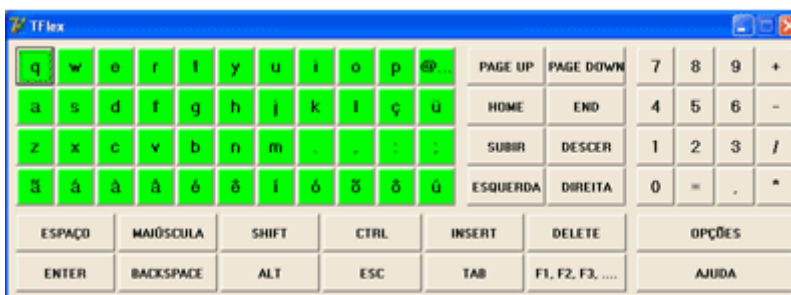 TFlex
q w e r t y u i o p @... PAGE UP PAGE DOWN 7 8 9 +
a s d f g h j k l ç ü HOME END 4 5 6 -
z x c v b n m . , : ; SUBIR DESCER 1 2 3 /
ã á à â é ê í ó õ ô ú ESQUERDA DIREITA 0 = , *
ESPAÇO MAIÚSCULA SHIFT CTRL INSERT DELETE OPÇÕES
ENTER BACKSPACE ALT ESC TAB F1, F2, F3, .... AJUDA